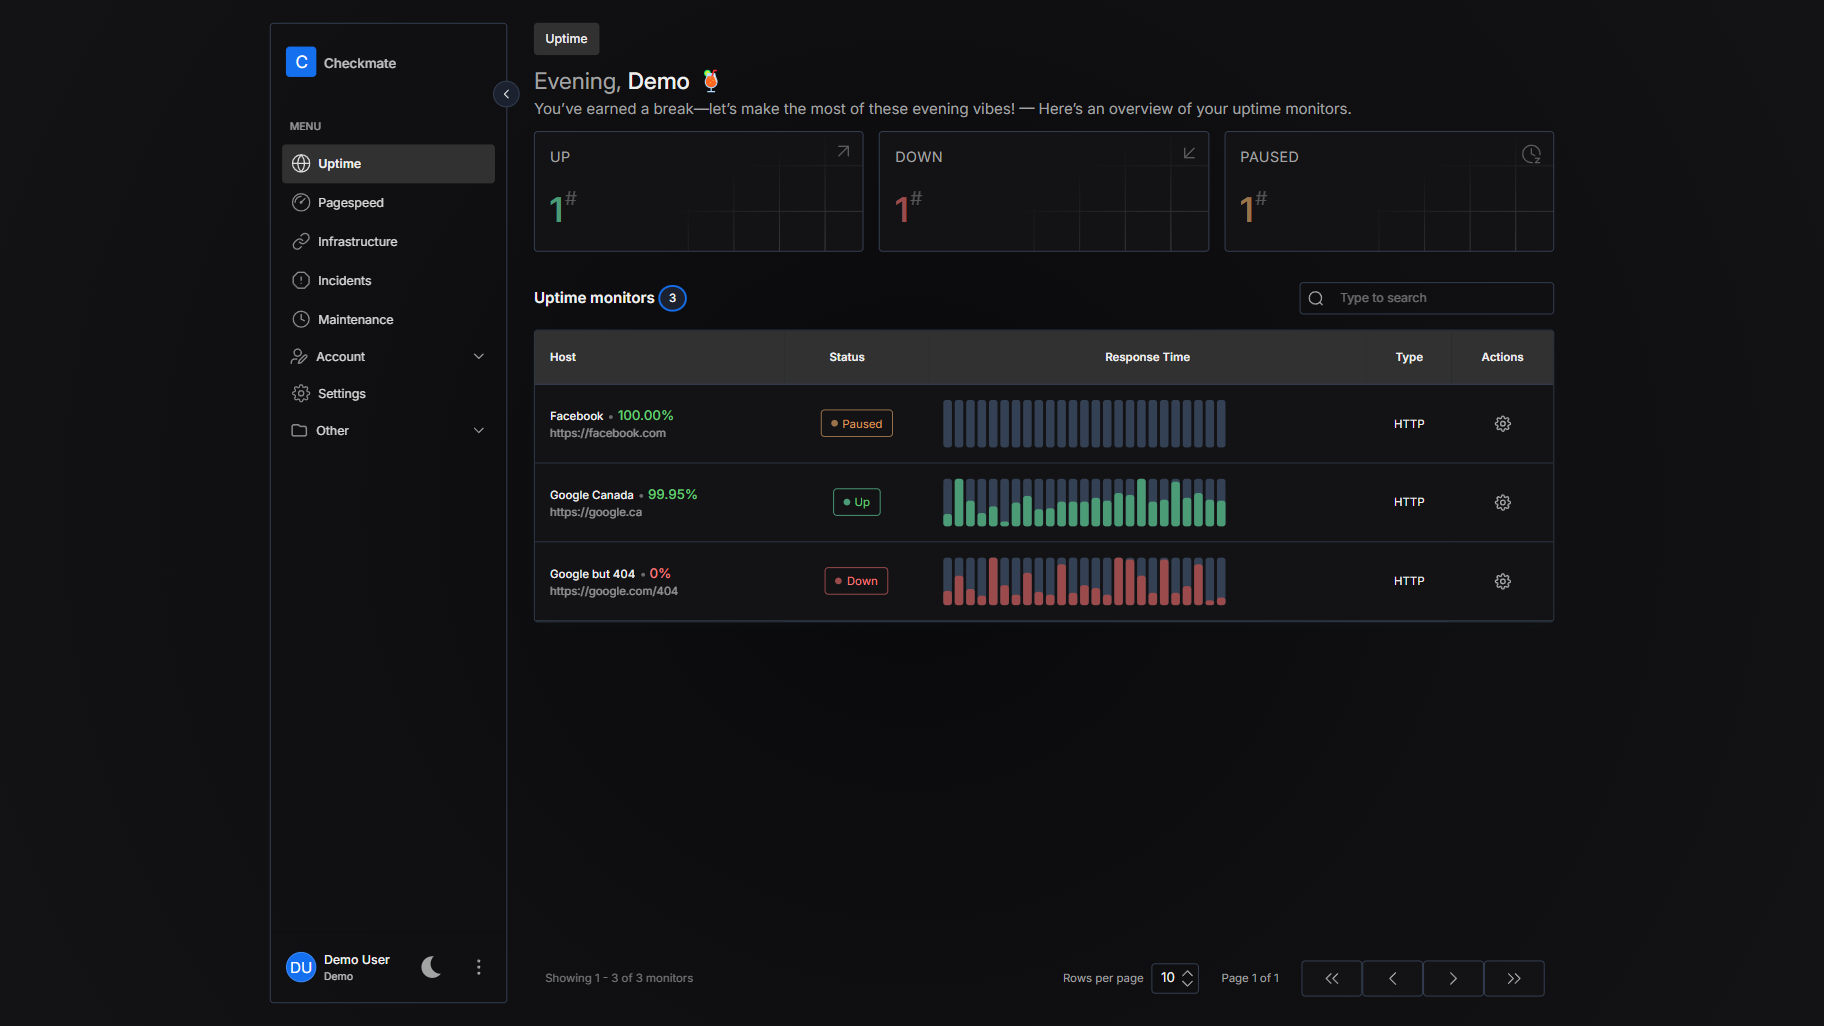 C Checkmate
MENU
Uptime
Pagespeed
Infrastructure
Incidents
Maintenance
Account
Settings
Other
DU Demo User
Demo
Uptime
Evening, Demo
You’ve earned a break—let’s make the most of these evening vibes! — Here’s an overview of your uptime monitors.
UP
1#
DOWN
1#
PAUSED
1#
Uptime monitors 3
Type to search
Host Status Response Time Type Actions
Facebook • 100.00%
https://facebook.com
Paused
HTTP
Google Canada • 99.95%
https://google.ca
Up
HTTP
Google but 404 • 0%
https://google.com/404
Down
HTTP
Showing 1 - 3 of 3 monitors
Rows per page 10 Page 1 of 1